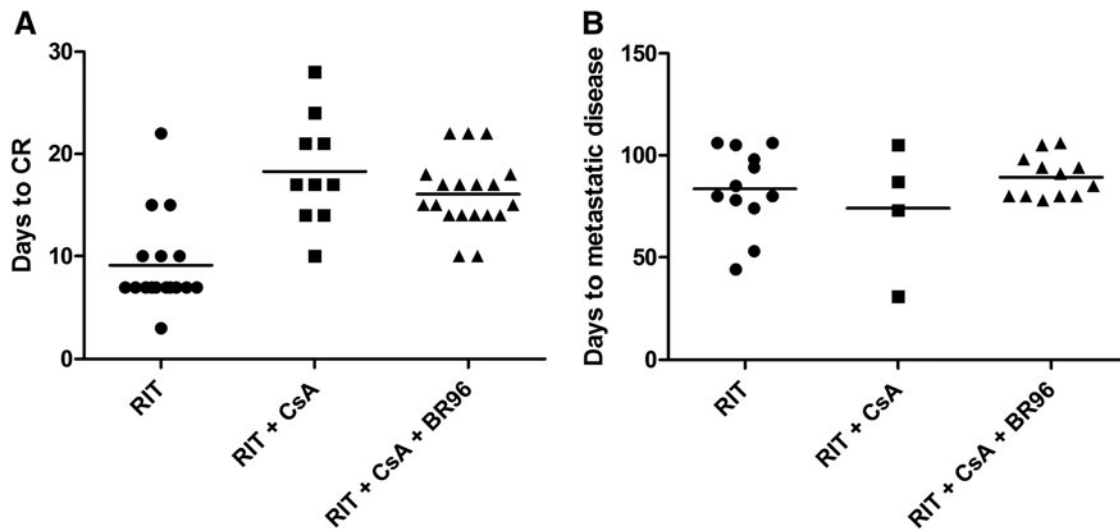 A
Days to CR
30
20
10
0
RIT
RIT + CsA
RIT + CsA + BR96
B
Days to metastatic disease
150
100
50
0
RIT
RIT + CsA
RIT + CsA + BR96